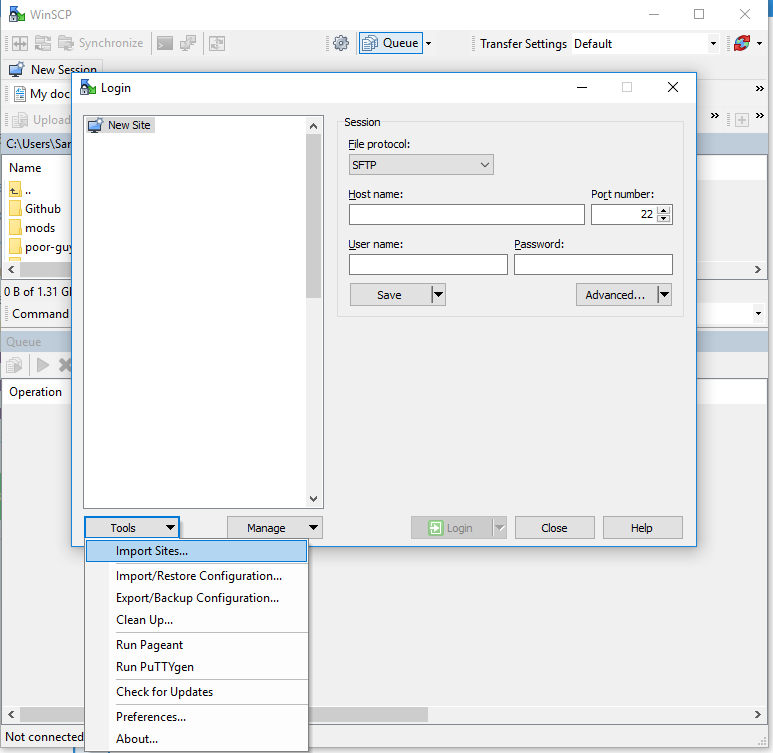 WinSCP
Synchronize
Queue
Transfer Settings Default
New Session
My doc
Upload
C:\Users\Sar
Name
..
Github
mods
poor-guy
0 B of 1.31 G
Command
Queue
Operation
Not connected
Login
New Site
Session
File protocol:
SFTP
Host name:
Port number:
22
User name:
Password:
Save
Advanced...
Tools
Manage
Login
Close
Help
Import Sites...
Import/Restore Configuration...
Export/Backup Configuration...
Clean Up...
Run Pageant
Run PuTTYgen
Check for Updates
Preferences...
About...